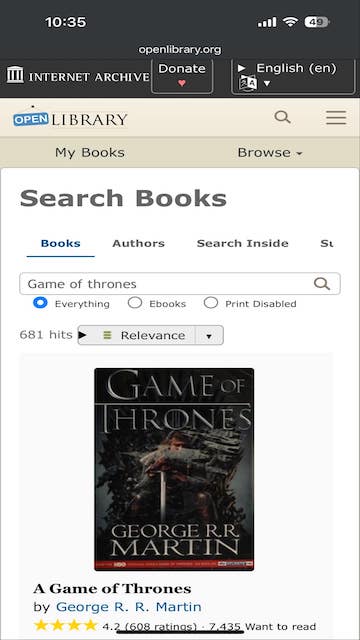 10:35
49
openlibrary.org
INTERNET ARCHIVE
Donate
♥
▶ English (en)
▼
OPEN LIBRARY
My Books
Browse
Search Books
Books Authors Search Inside Su
Game of thrones
Everything Ebooks Print Disabled
681 hits
Relevance
GAME OF
THRONES
GEORGE R.R.
MARTIN
A Game of Thrones
by George R. R. Martin
4.2 (608 ratings) · 7,435 Want to read